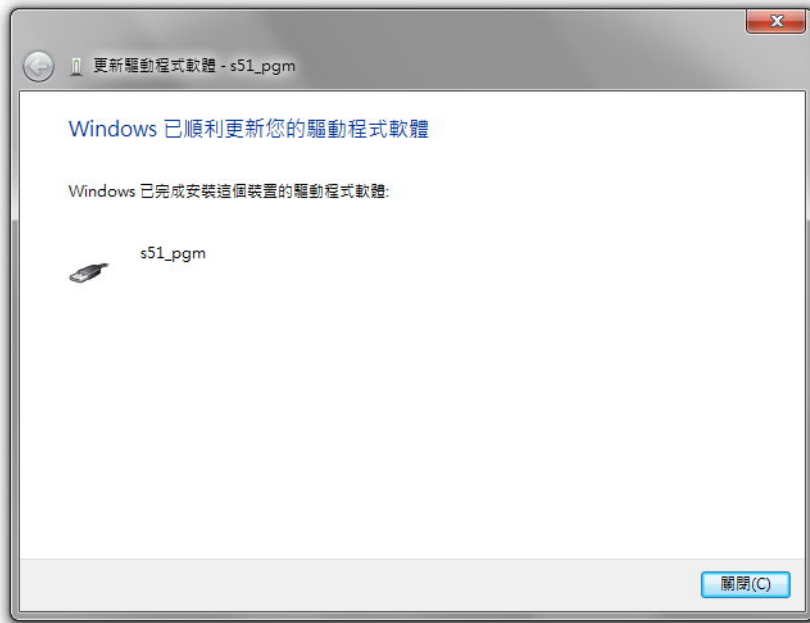 更新驅動程式軟體 - s51_pgm
Windows 已順利更新您的驅動程式軟體
Windows 已完成安裝這個裝置的驅動程式軟體:
s51_pgm
關閉(C)